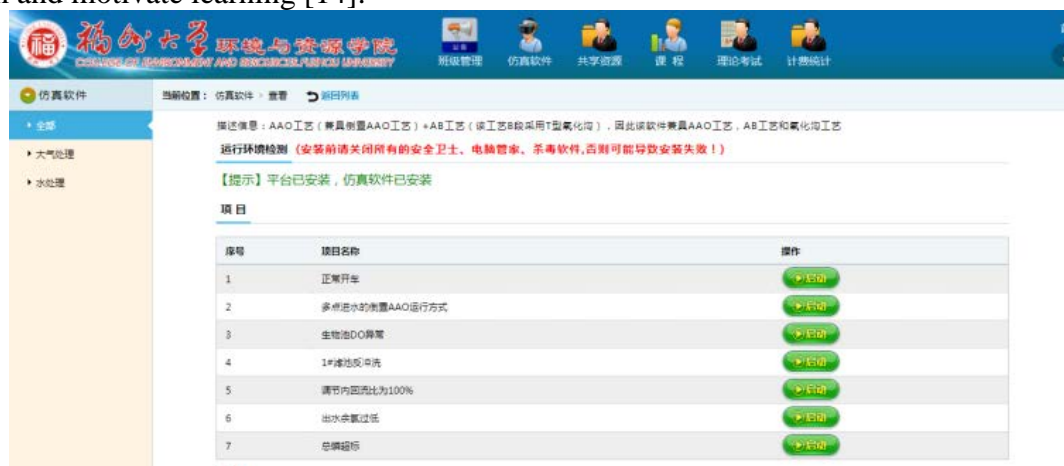 and motivate learning [14].
福州大学 环境与资源学院
COLLEGE OF ENVIRONMENT AND RESOURCES, FUZHOU UNIVERSITY
班级管理 仿真软件 共享资源 课 程 理论考试 计费统计
仿真软件 当前位置： 仿真软件 > 查看 返回列表
全部
大气处理
水处理
描述信息：AAO工艺（兼具倒置AAO工艺）+AB工艺（该工艺B段采用T型氧化沟），因此该软件兼具AAO工艺，AB工艺和氧化沟工艺
运行环境检测 （安装前请关闭所有的安全卫士、电脑管家、杀毒软件,否则可能导致安装失败！）
【提示】平台已安装，仿真软件已安装
项 目
序号 项目名称 操作
1 正常开车 启动
2 多点进水的倒置AAO运行方式 启动
3 生物池DO异常 启动
4 1#滤池反冲洗 启动
5 调节内回流比为100% 启动
6 出水余氯过低 启动
7 总磷超标 启动